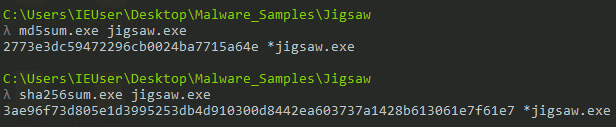 C:\Users\IEUser\Desktop\Malware_Samples\Jigsaw
λ md5sum.exe jigsaw.exe
2773e3dc59472296cb0024ba7715a64e *jigsaw.exe
C:\Users\IEUser\Desktop\Malware_Samples\Jigsaw
λ sha256sum.exe jigsaw.exe
3ae96f73d805e1d3995253db4d910300d8442ea603737a1428b613061e7f61e7 *jigsaw.exe